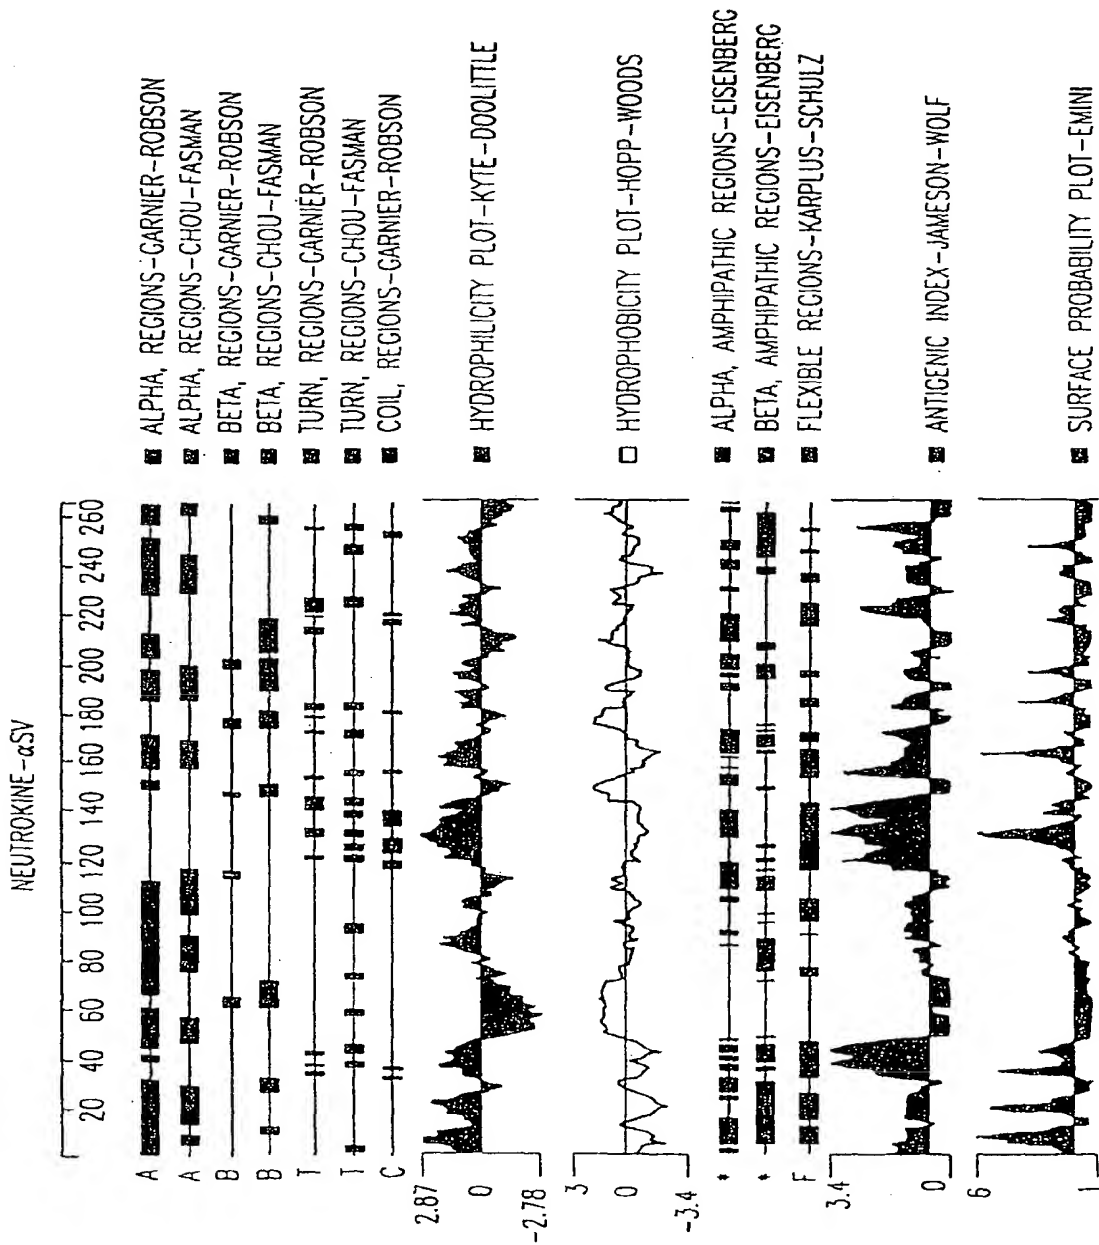 NEUTROKINE-αSV
20 40 60 80 100 120 140 160 180 200 220 240 260
A ALPHA, REGIONS-GARNIER-ROBSON
A ALPHA, REGIONS-CHOU-FASMAN
B BETA, REGIONS-GARNIER-ROBSON
B BETA, REGIONS-CHOU-FASMAN
T TURN, REGIONS-GARNIER-ROBSON
T TURN, REGIONS-CHOU-FASMAN
C COIL, REGIONS-GARNIER-ROBSON
2.87
0 HYDROPHILICITY PLOT-KYTE-DOOLITTLE
-2.78
3
0 HYDROPHOBICITY PLOT-HOPP-WOODS
-3.4
* ALPHA, AMPHIPATHIC REGIONS-EISENBERG
* BETA, AMPHIPATHIC REGIONS-EISENBERG
F FLEXIBLE REGIONS-KARPLUS-SCHULZ
3.4
0 ANTIGENIC INDEX-JAMESON-WOLF
6
1 SURFACE PROBABILITY PLOT-EMINI